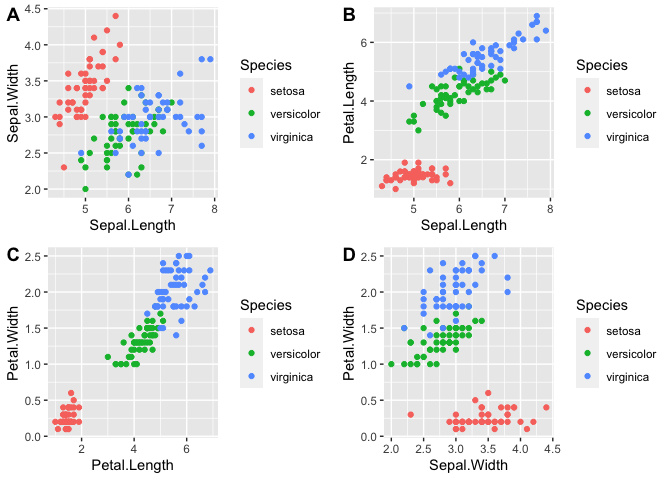 A
4.5
4.0
3.5
3.0
2.5
2.0
Sepal.Width
5 6 7 8
Sepal.Length
Species
setosa
versicolor
virginica
B
6
4
2
Petal.Length
5 6 7 8
Sepal.Length
Species
setosa
versicolor
virginica
C
2.5
2.0
1.5
1.0
0.5
0.0
Petal.Width
2 4 6
Petal.Length
Species
setosa
versicolor
virginica
D
2.5
2.0
1.5
1.0
0.5
0.0
Petal.Width
2.0 2.5 3.0 3.5 4.0 4.5
Sepal.Width
Species
setosa
versicolor
virginica